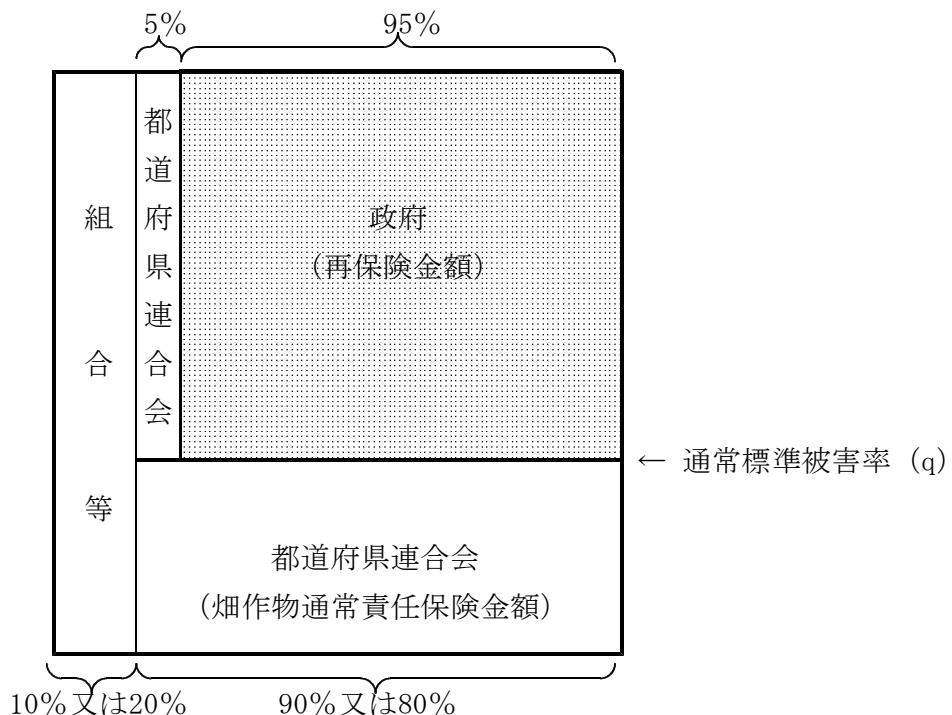 5%
95%
組合等
都道府県連合会
政府
（再保険金額）
← 通常標準被害率（q）
都道府県連合会
（畑作物通常責任保険金額）
10%又は20%
90%又は80%